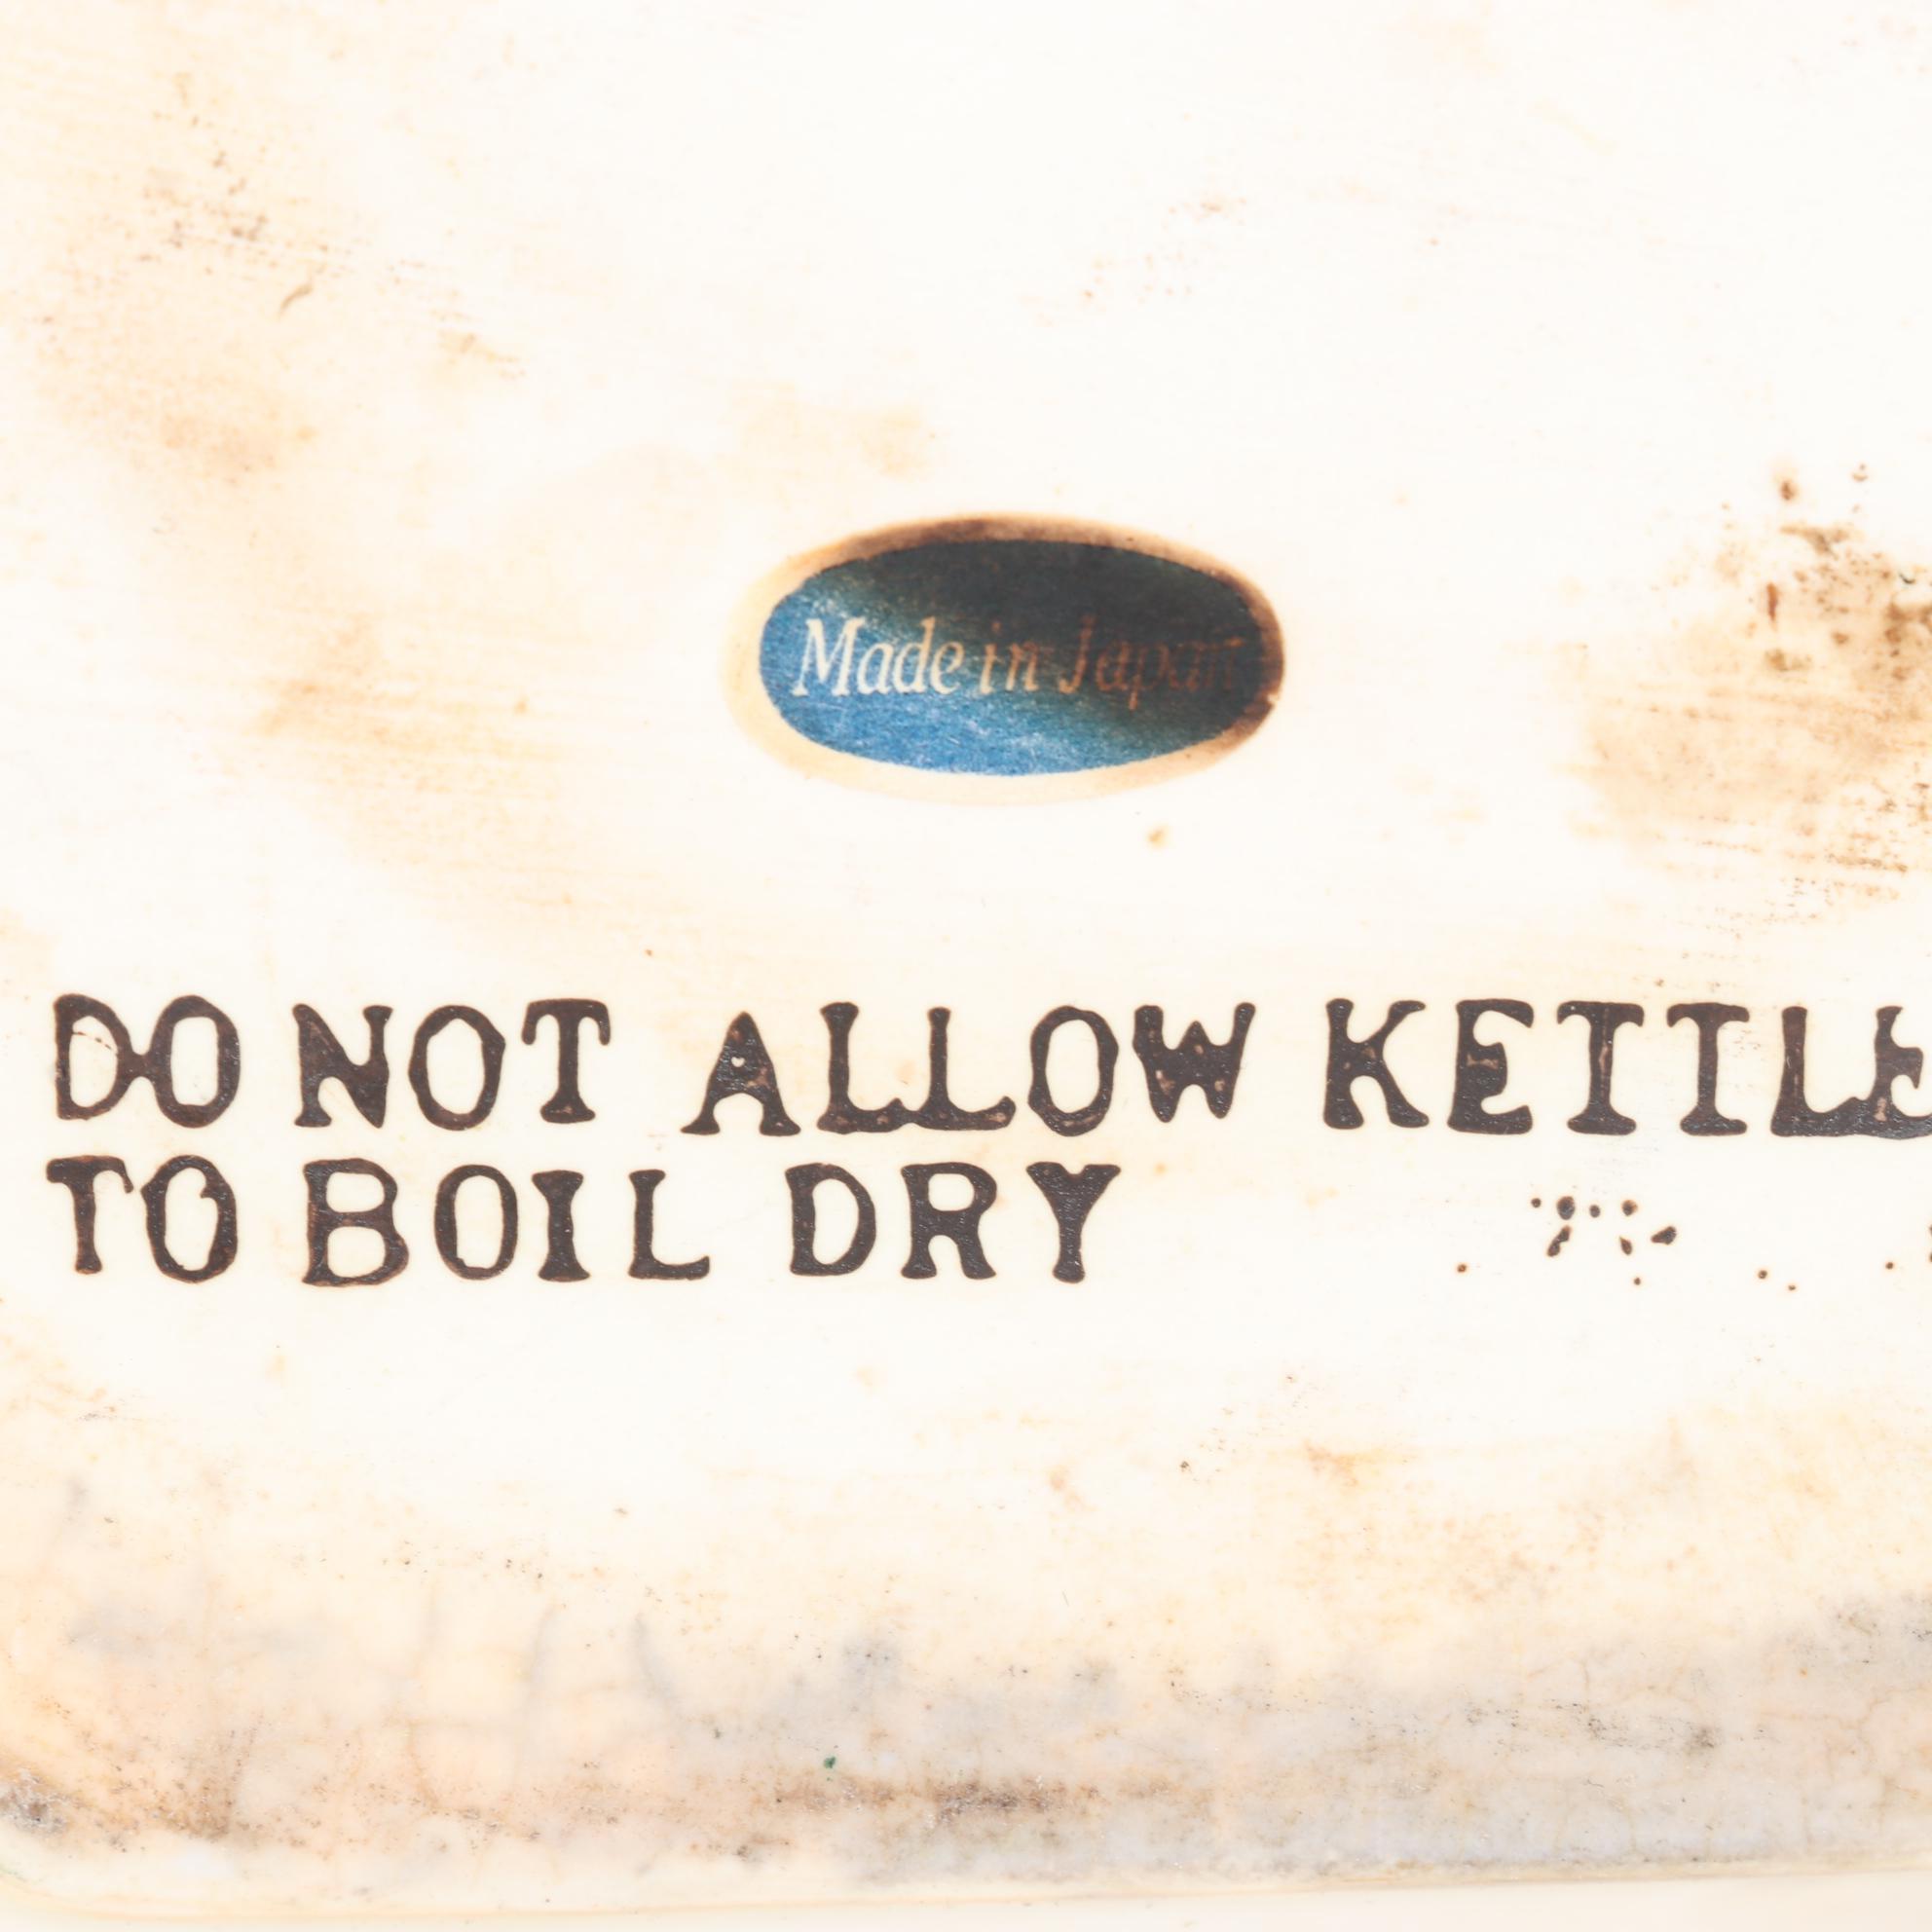 Made in Japan
DO NOT ALLOW KETTLE
TO BOIL DRY